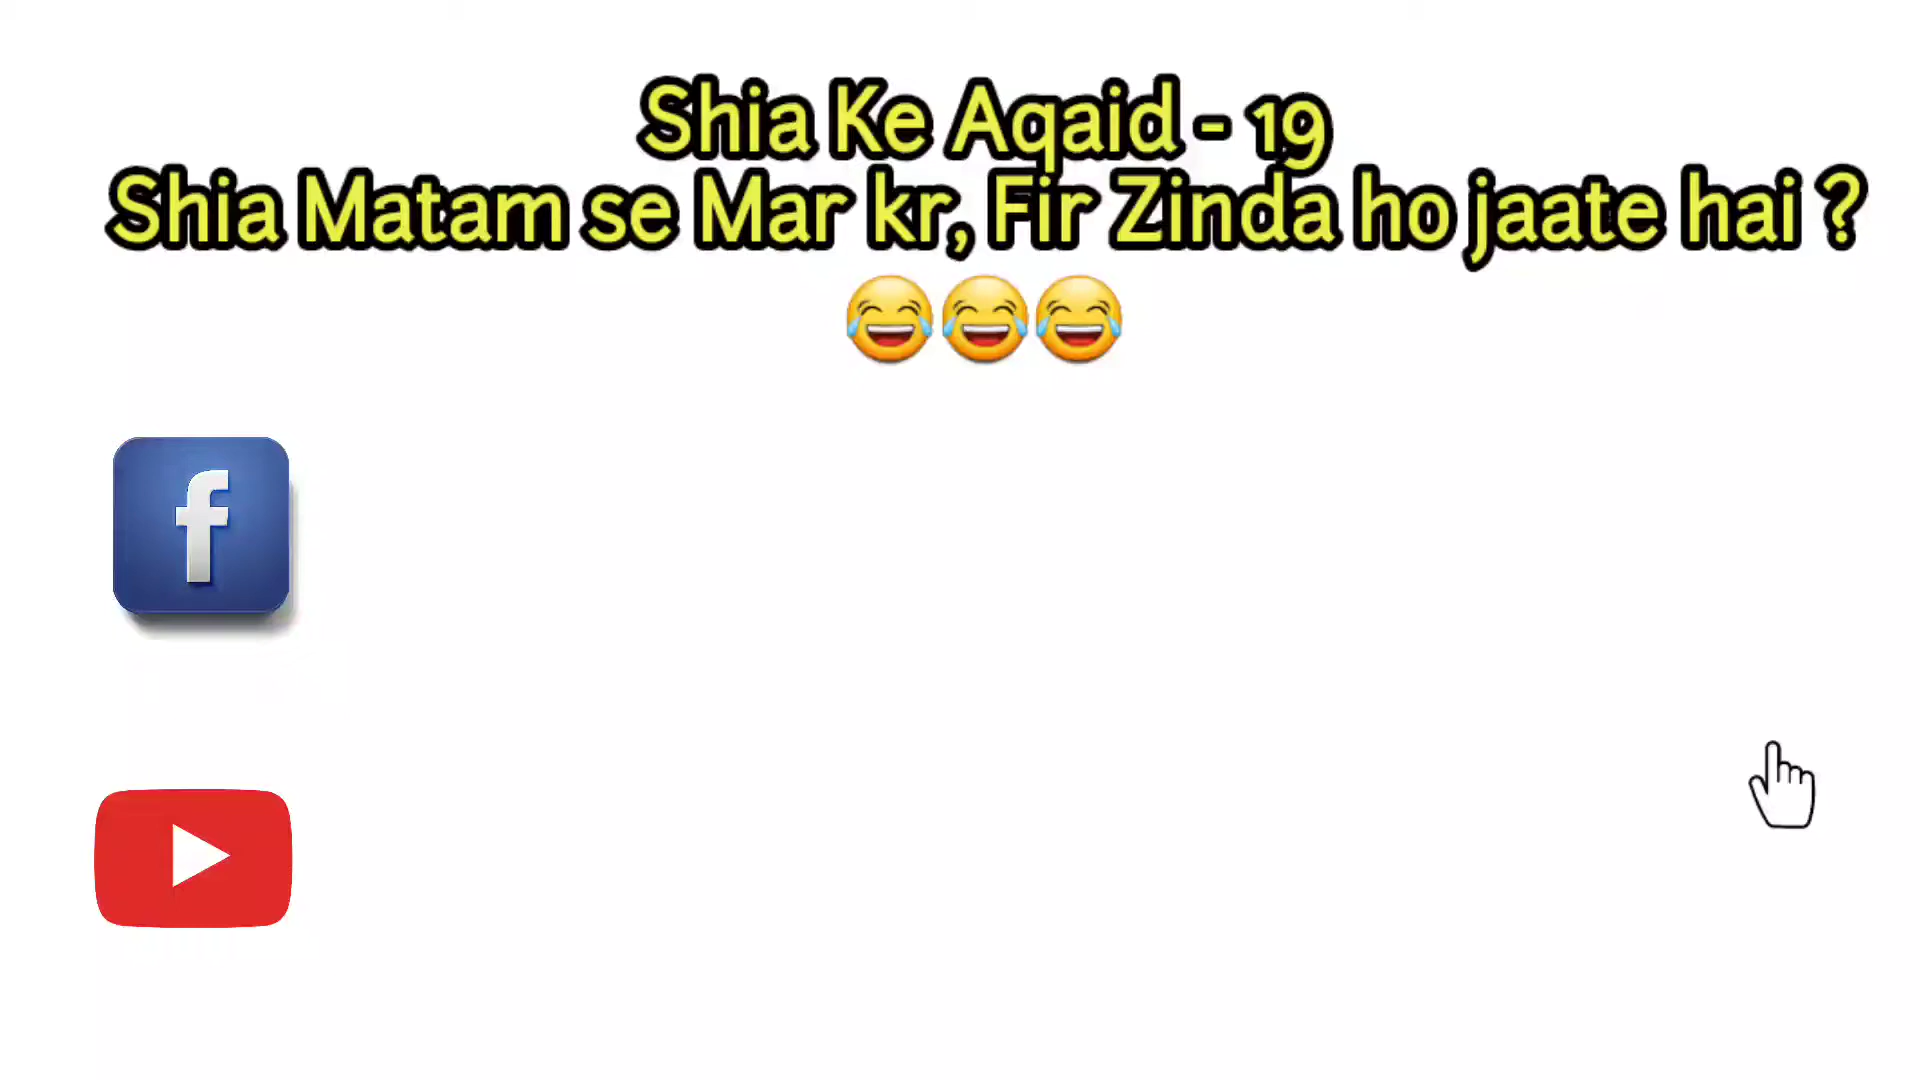 Shia Ke Aqaid - 19
Shia Matam se Mar kr, Fir Zinda ho jaate hai ?
😂😂😂
f